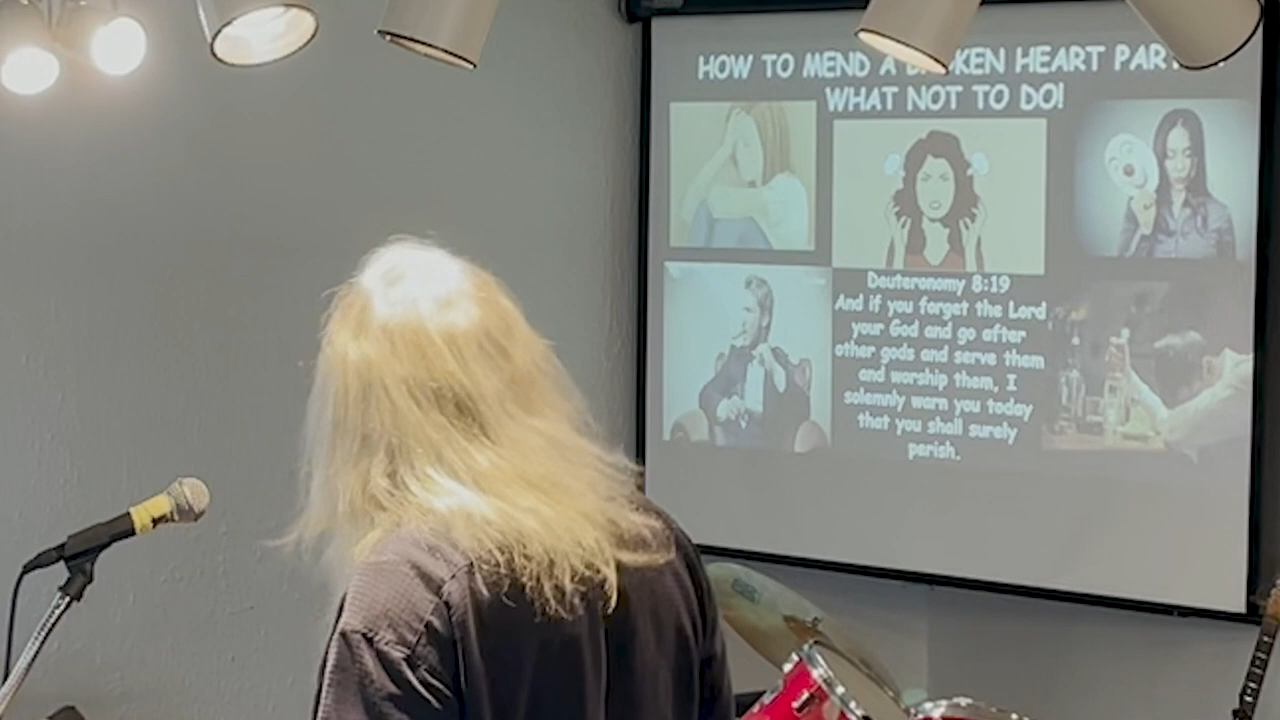 HOW TO MEND A BROKEN HEART PART
WHAT NOT TO DO!
Deuteronomy 8:19
And if you forget the Lord
your God and go after
other gods and serve them
and worship them, I
solemnly warn you today
that you shall surely
perish.